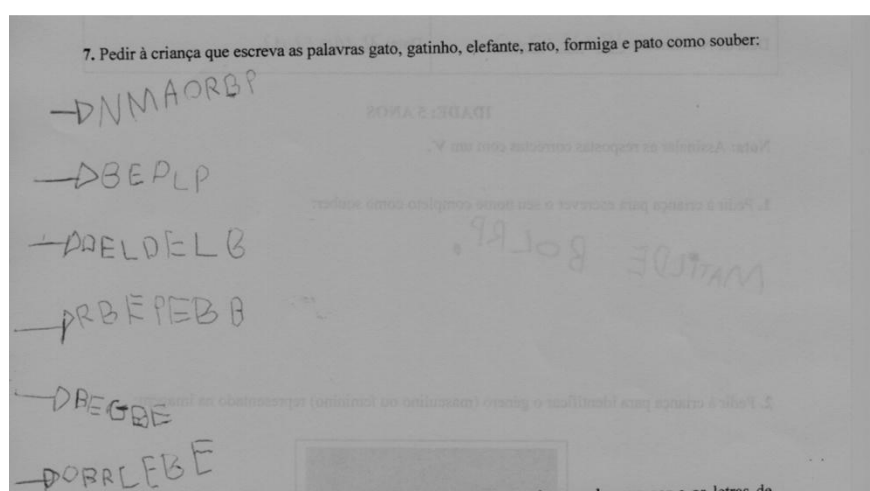 7. Pedir à criança que escreva as palavras gato, gatinho, elefante, rato, formiga e pato como souber:
DNMAORBP
DBEPLP
DAELDELB
PRBEPEBB
DBEGBE
DOBRLEBE